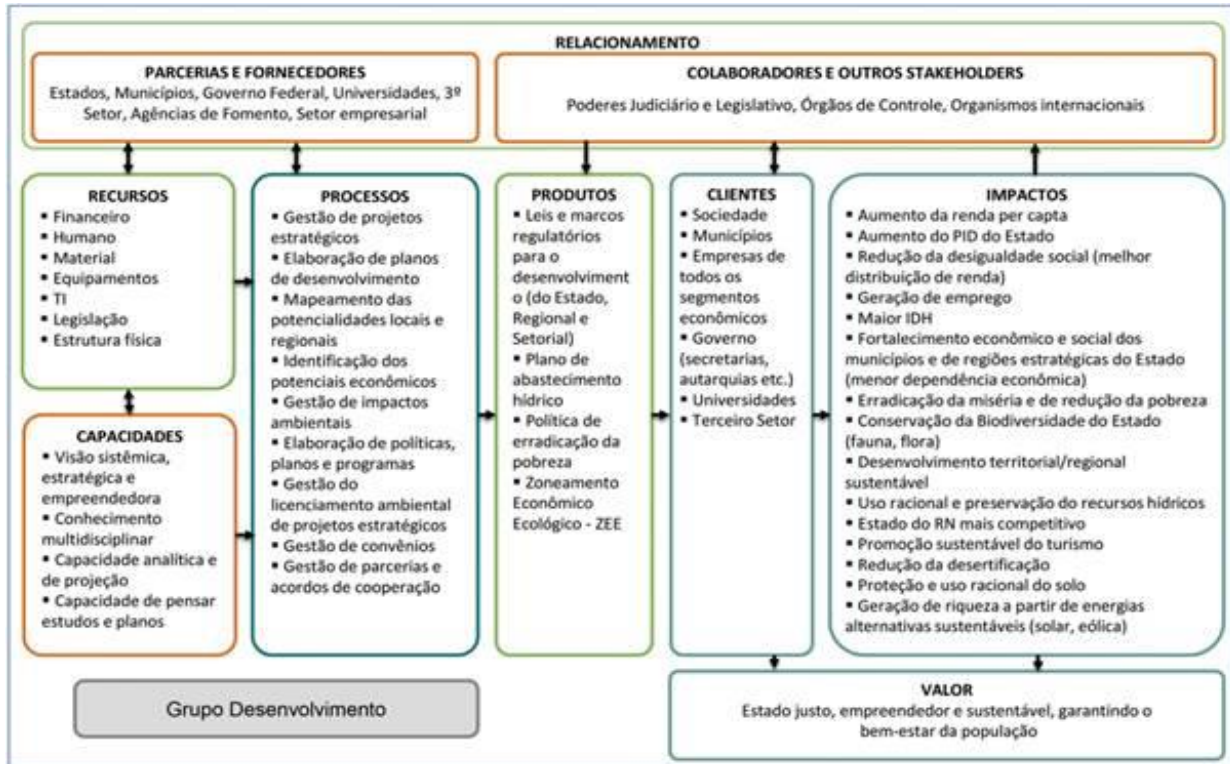 RELACIONAMENTO
PARCERIAS E FORNECEDORES
Estados, Municípios, Governo Federal, Universidades, 3º
Setor, Agências de Fomento, Setor empresarial
COLABORADORES E OUTROS STAKEHOLDERS
Poderes Judiciário e Legislativo, Órgãos de Controle, Organismos internacionais
RECURSOS
▪ Financeiro
▪ Humano
▪ Material
▪ Equipamentos
▪ TI
▪ Legislação
▪ Estrutura física
CAPACIDADES
▪ Visão sistêmica,
estratégica e
empreendedora
▪ Conhecimento
multidisciplinar
▪ Capacidade analítica e
de projeção
▪ Capacidade de pensar
estudos e planos
PROCESSOS
▪ Gestão de projetos
estratégicos
▪ Elaboração de planos
de desenvolvimento
▪ Mapeamento das
potencialidades locais e
regionais
▪ Identificação dos
potenciais econômicos
▪ Gestão de impactos
ambientais
▪ Elaboração de políticas,
planos e programas
▪ Gestão do
licenciamento ambiental
de projetos estratégicos
▪ Gestão de convênios
▪ Gestão de parcerias e
acordos de cooperação
PRODUTOS
▪ Leis e marcos
regulatórios
para o
desenvolviment
o (do Estado,
Regional e
Setorial)
▪ Plano de
abastecimento
hídrico
▪ Política de
erradicação da
pobreza
▪ Zoneamento
Econômico
Ecológico - ZEE
CLIENTES
▪ Sociedade
▪ Municípios
▪ Empresas de
todos os
segmentos
econômicos
▪ Governo
(secretarias,
autarquias etc.)
▪ Universidades
▪ Terceiro Setor
IMPACTOS
▪ Aumento da renda per capta
▪ Aumento do PID do Estado
▪ Redução da desigualdade social (melhor
distribuição de renda)
▪ Geração de emprego
▪ Maior IDH
▪ Fortalecimento econômico e social dos
municípios e de regiões estratégicas do Estado
(menor dependência econômica)
▪ Erradicação da miséria e de redução da pobreza
▪ Conservação da Biodiversidade do Estado
(fauna, flora)
▪ Desenvolvimento territorial/regional
sustentável
▪ Uso racional e preservação do recursos hídricos
▪ Estado do RN mais competitivo
▪ Promoção sustentável do turismo
▪ Redução da desertificação
▪ Proteção e uso racional do solo
▪ Geração de riqueza a partir de energias
alternativas sustentáveis (solar, eólica)
Grupo Desenvolvimento
VALOR
Estado justo, empreendedor e sustentável, garantindo o
bem-estar da população